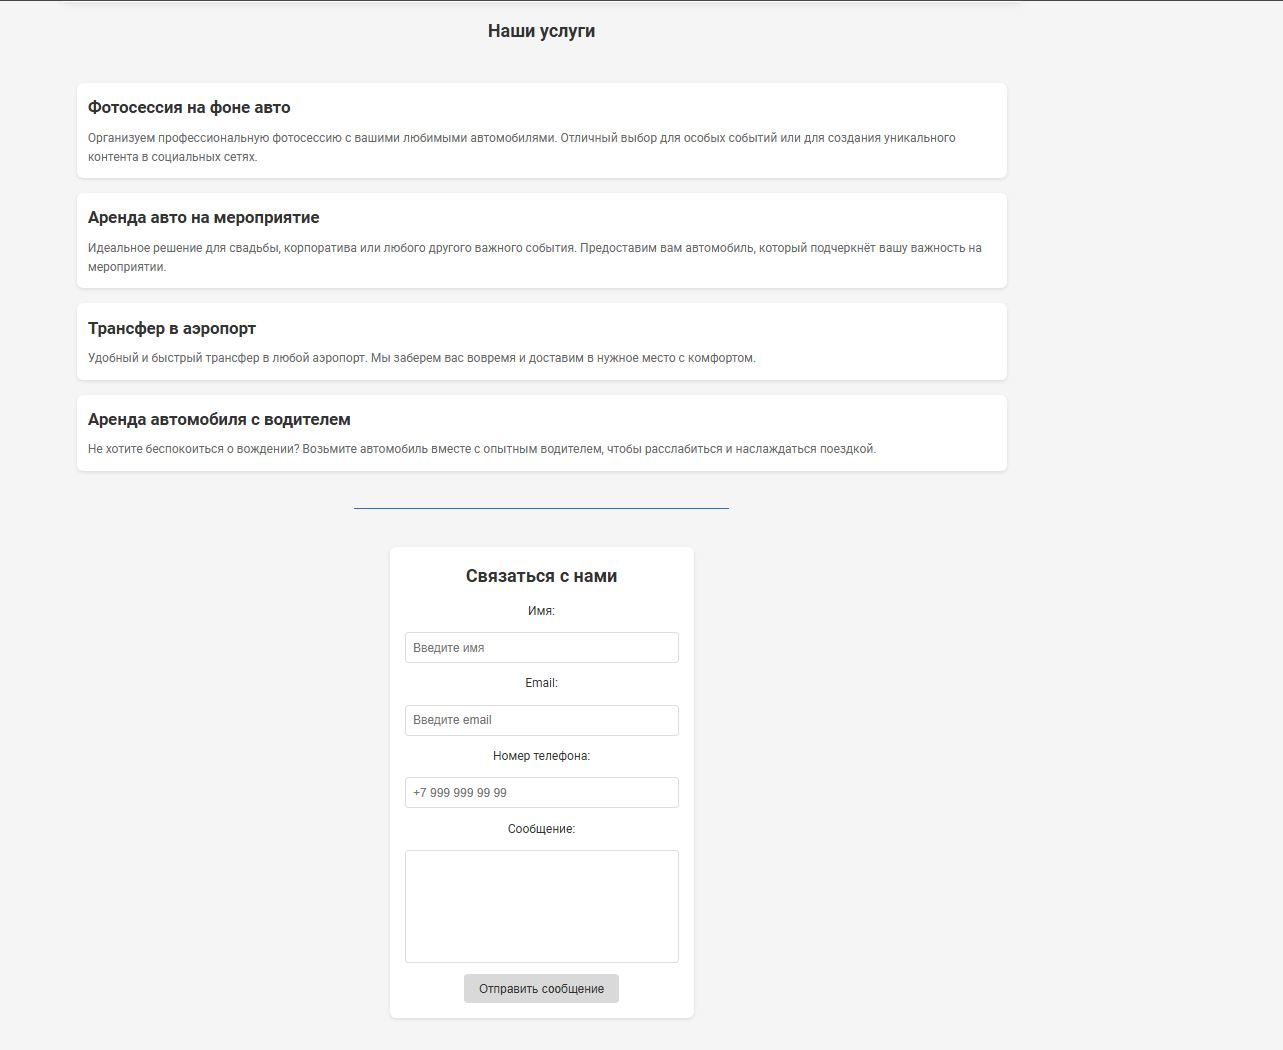 Наши услуги
Фотосессия на фоне авто
Организуем профессиональную фотосессию с вашими любимыми автомобилями. Отличный выбор для особых событий или для создания уникального
контента в социальных сетях.
Аренда авто на мероприятие
Идеальное решение для свадьбы, корпоратива или любого другого важного события. Предоставим вам автомобиль, который подчеркнёт вашу важность на
мероприятии.
Трансфер в аэропорт
Удобный и быстрый трансфер в любой аэропорт. Мы заберем вас вовремя и доставим в нужное место с комфортом.
Аренда автомобиля с водителем
Не хотите беспокоиться о вождении? Возьмите автомобиль вместе с опытным водителем, чтобы расслабиться и наслаждаться поездкой.
Связаться с нами
Имя:
Введите имя
Email:
Введите email
Номер телефона:
+7 999 999 99 99
Сообщение:
Отправить сообщение